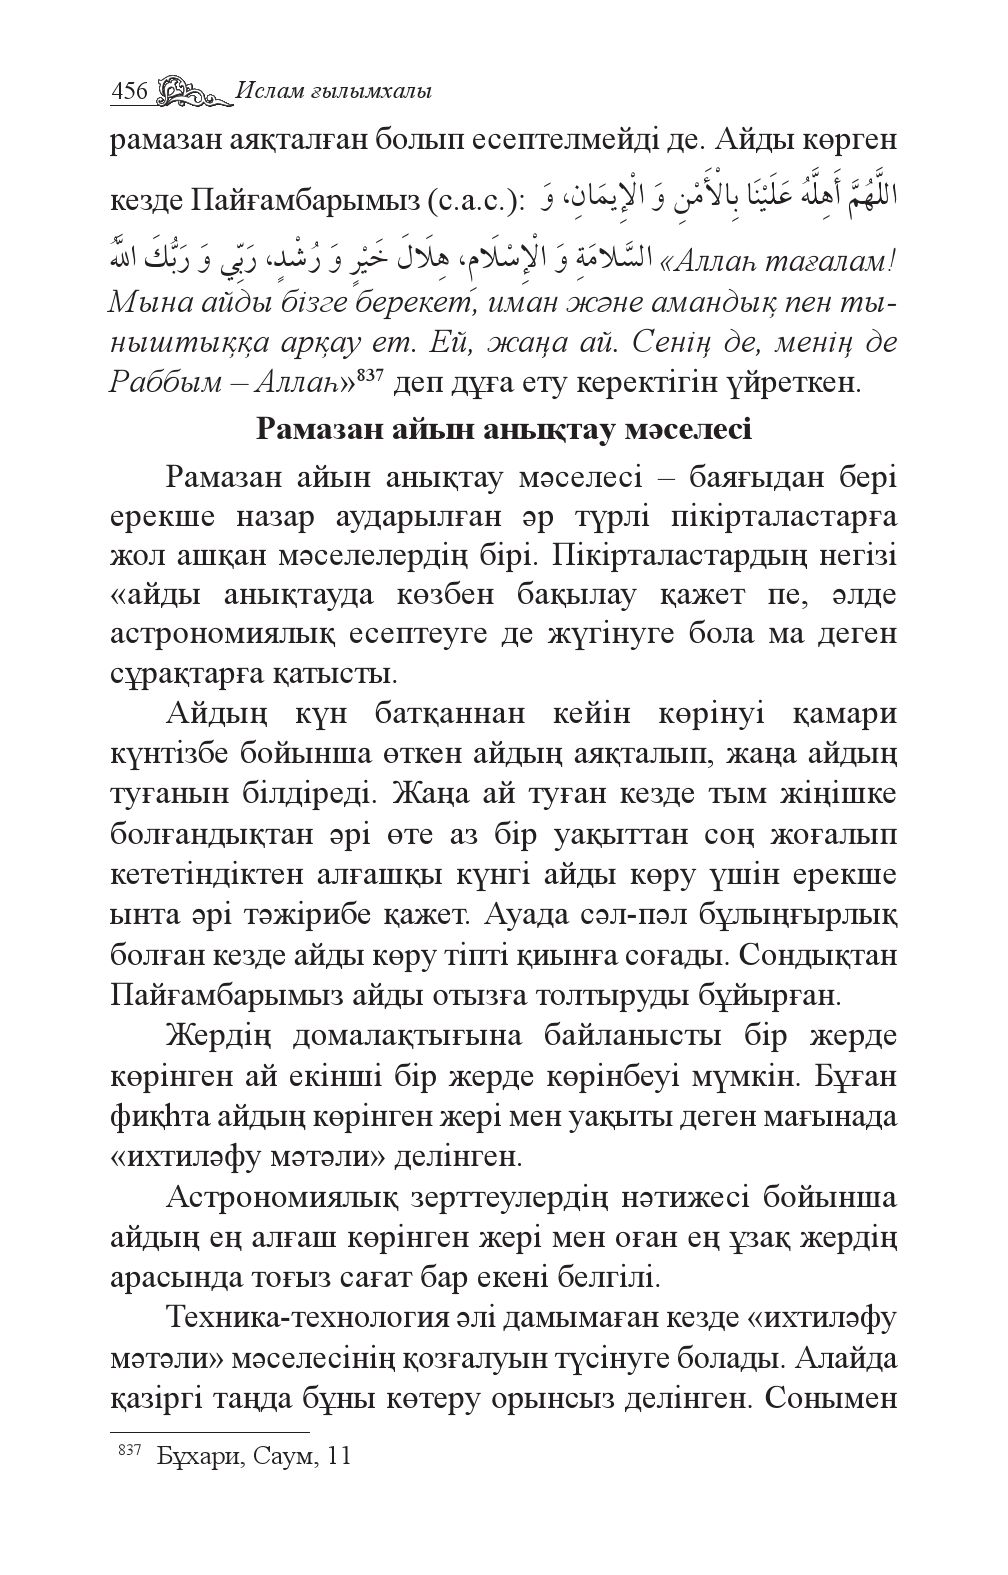 456 Ислам ғылымхалы
рамазан аяқталған болып есептелмейді де. Айды көрген
кезде Пайғамбарымыз (с.а.с.): اللَّهُمَّ أَهِلَّهُ عَلَيْنَا بِالْأَمْنِ وَ الْإِيمَانِ، وَ
السَّلامَةِ وَ الْإِسْلَامِ، هِلَالَ خَيْرٍ وَ رُشْدٍ، رَبِّي وَ رَبُّكَ اللهُ «Аллаһ тағалам!
Мына айды бізге берекет, иман және амандық пен ты-
ныштыққа арқау ет. Ей, жаңа ай. Сенің де, менің де
Раббым – Аллаһ»837 деп дұға ету керектігін үйреткен.
Рамазан айын анықтау мәселесі
Рамазан айын анықтау мәселесі – баяғыдан бері
ерекше назар аударылған әр түрлі пікірталастарға
жол ашқан мәселелердің бірі. Пікірталастардың негізі
«айды анықтауда көзбен бақылау қажет пе, әлде
астрономиялық есептеуге де жүгінуге бола ма деген
сұрақтарға қатысты.
Айдың күн батқаннан кейін көрінуі қамари
күнтізбе бойынша өткен айдың аяқталып, жаңа айдың
туғанын білдіреді. Жаңа ай туған кезде тым жіңішке
болғандықтан әрі өте аз бір уақыттан соң жоғалып
кететіндіктен алғашқы күнгі айды көру үшін ерекше
ынта әрі тәжірибе қажет. Ауада сәл-пәл бұлыңғырлық
болған кезде айды көру тіпті қиынға соғады. Сондықтан
Пайғамбарымыз айды отызға толтыруды бұйырған.
Жердің домалақтығына байланысты бір жерде
көрінген ай екінші бір жерде көрінбеуі мүмкін. Бұған
фиқһта айдың көрінген жері мен уақыты деген мағынада
«ихтиләфу мәтәли» делінген.
Астрономиялық зерттеулердің нәтижесі бойынша
айдың ең алғаш көрінген жері мен оған ең ұзақ жердің
арасында тоғыз сағат бар екені белгілі.
Техника-технология әлі дамымаған кезде «ихтиләфу
мәтәли» мәселесінің қозғалуын түсінуге болады. Алайда
қазіргі таңда бұны көтеру орынсыз делінген. Сонымен
837 Бұхари, Саум, 11